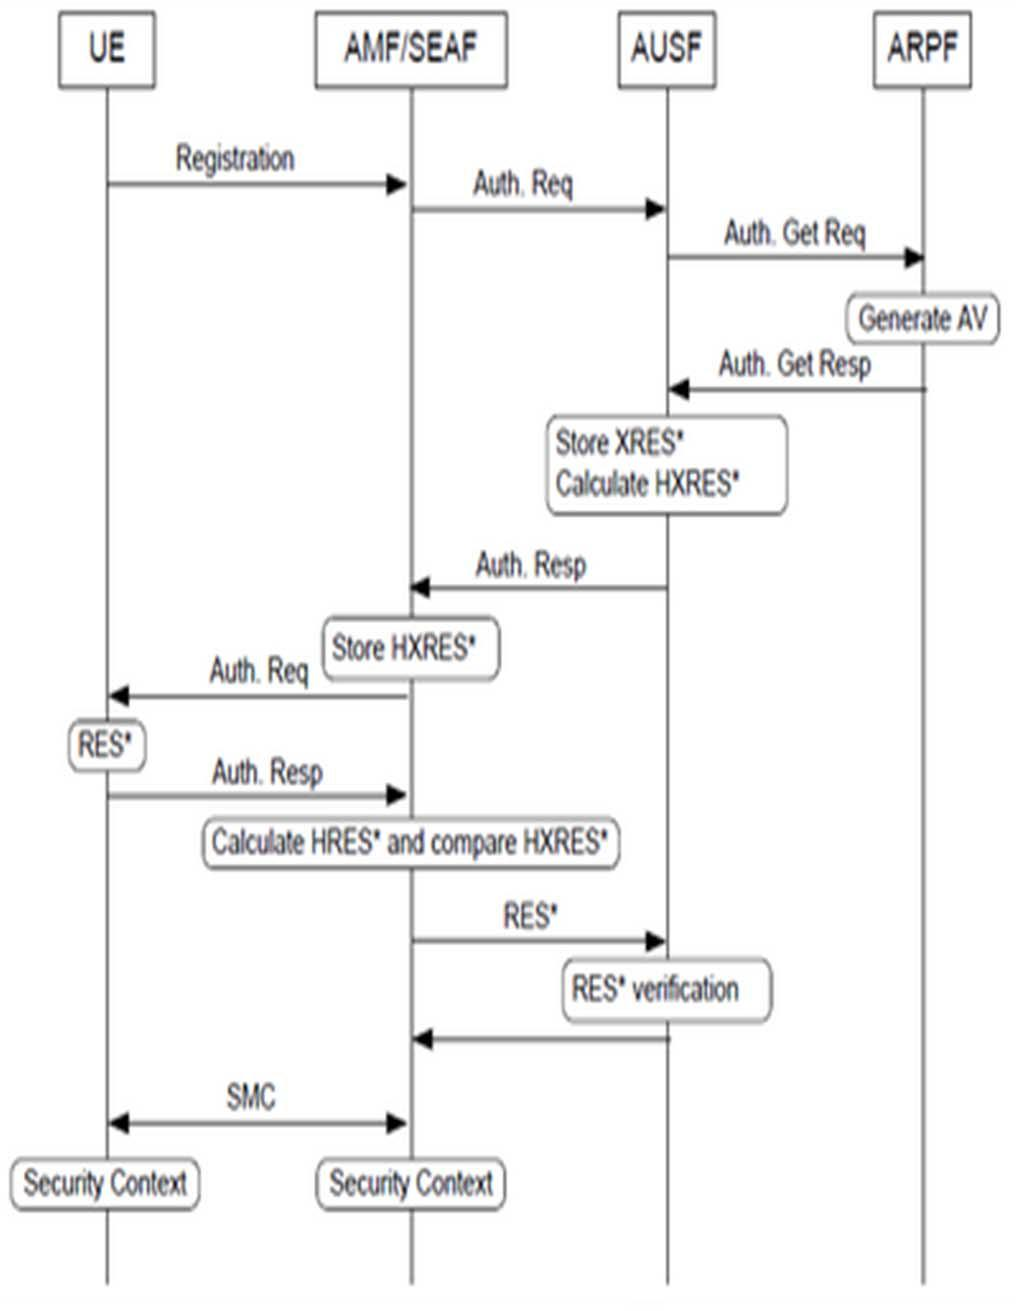 UE
AMF/SEAF
AUSF
ARPF
Registration
Auth. Req
Auth. Get Req
Generate AV
Auth. Get Resp
Store XRES*
Calculate HXRES*
Auth. Resp
Store HXRES*
Auth. Req
RES*
Auth. Resp
Calculate HRES* and compare HXRES*
RES*
RES* verification
SMC
Security Context
Security Context